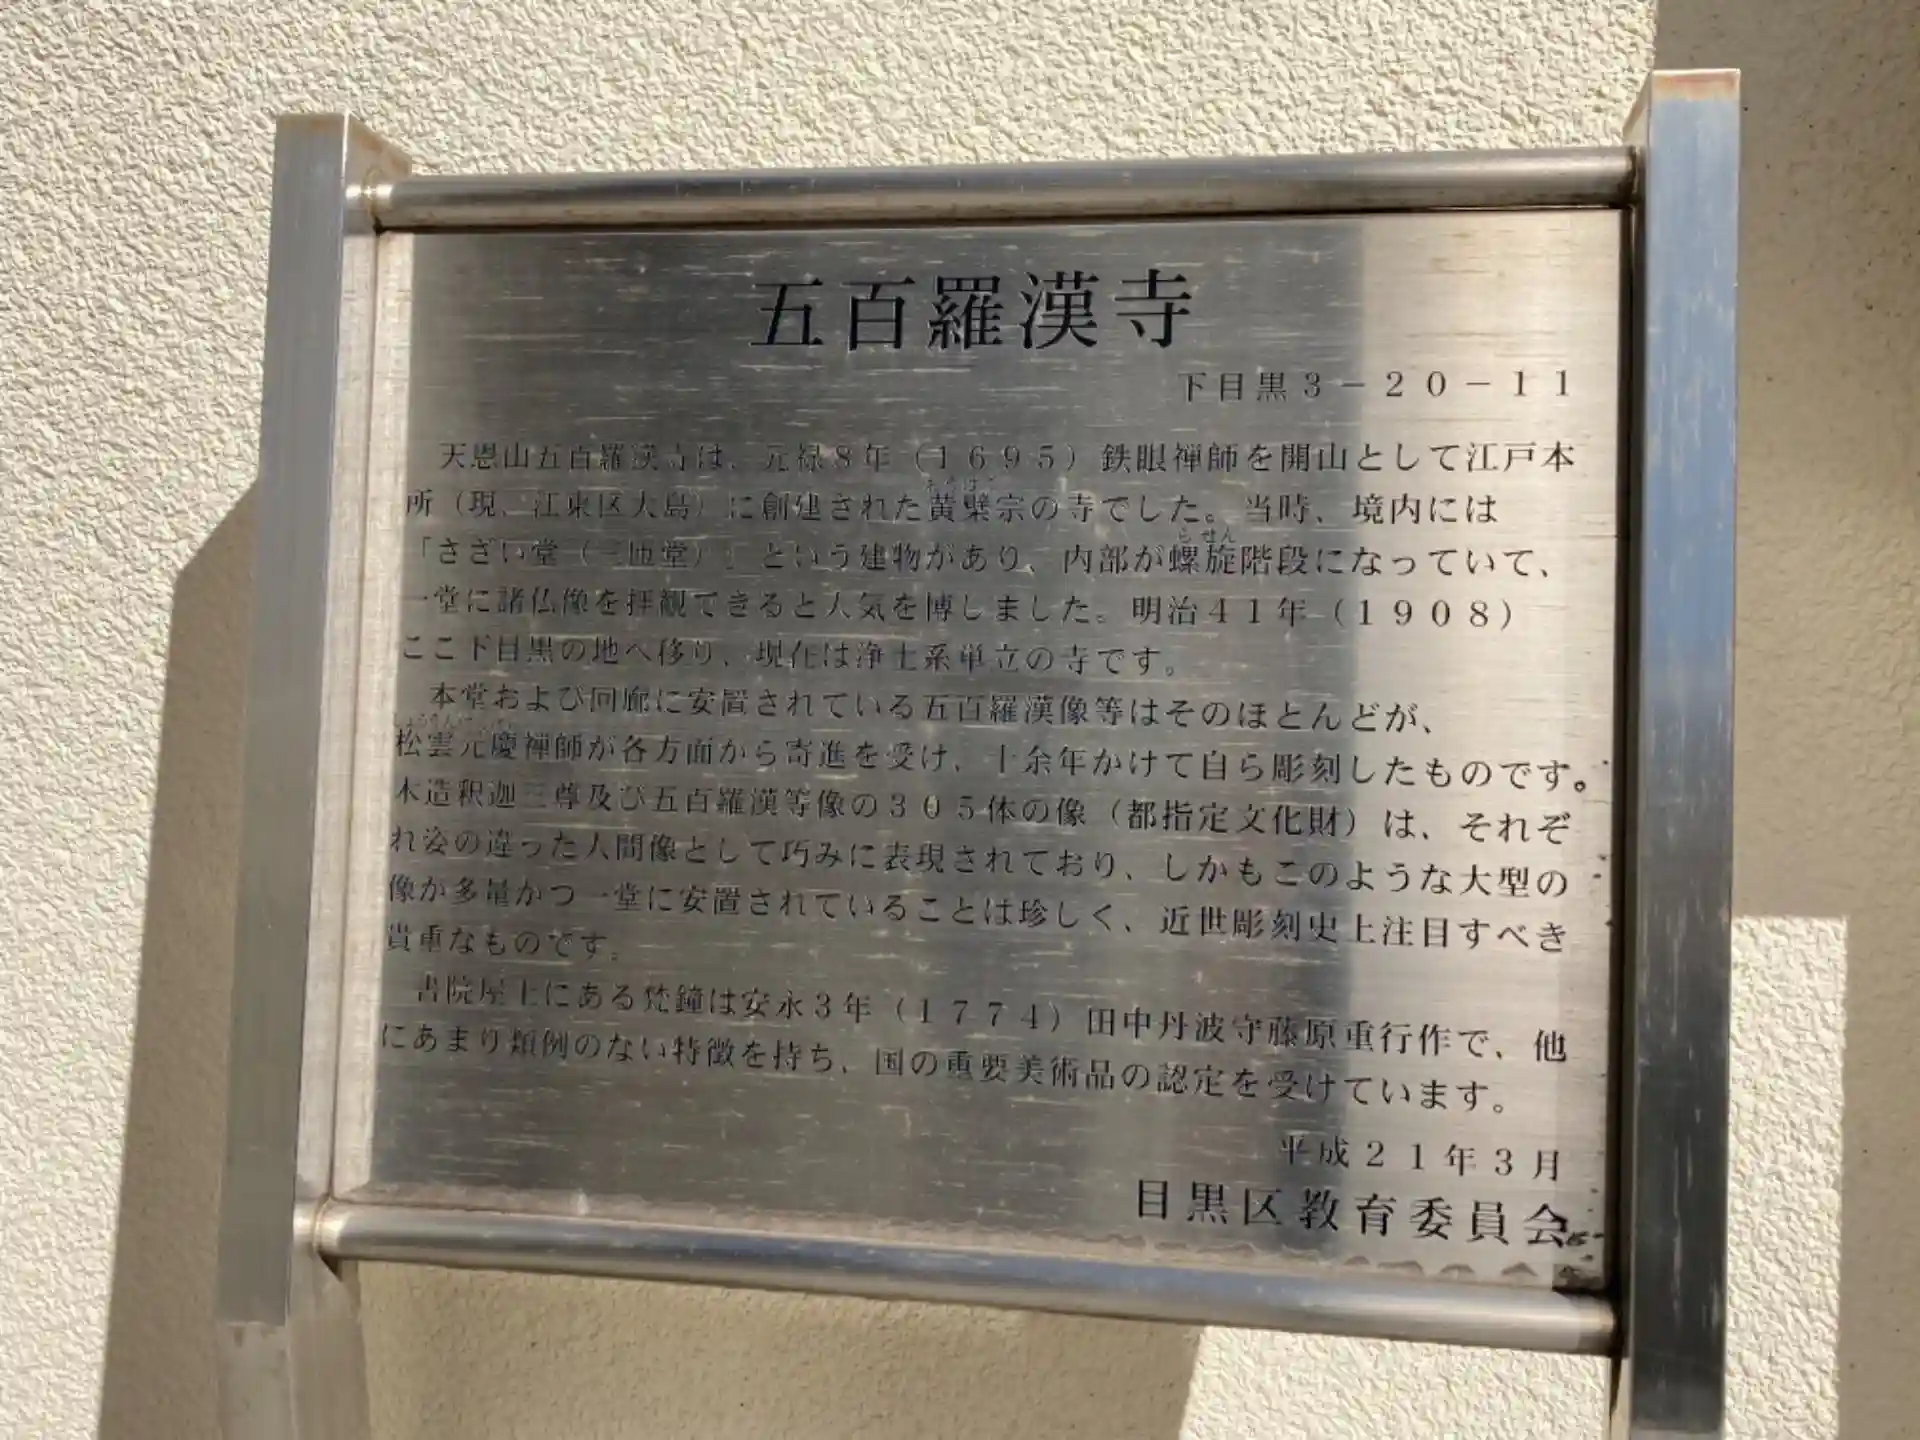 五百羅漢寺
下目黒3－20－11
天恩山五百羅漢寺は、元禄8年（1695）鉄眼禅師を開山として江戸本
所（現、江東区大島）に創建された黄檗宗の寺でした。当時、境内には
「さざい堂（三匝堂）」という建物があり、内部が螺旋階段になっていて、
一堂に諸仏像を拝観できると人気を博しました。明治41年（1908）
ここ下目黒の地へ移り、現在は浄土系単立の寺です。
本堂および回廊に安置されている五百羅漢像等はそのほとんどが、
松雲元慶禅師が各方面から寄進を受け、十余年かけて自ら彫刻したものです。
木造釈迦三尊及び五百羅漢等像の305体の像（都指定文化財）は、それぞ
れ姿の違った人間像として巧みに表現されており、しかもこのような大型の
像が多量かつ一堂に安置されていることは珍しく、近世彫刻史上注目すべき
貴重なものです。
書院屋上にある梵鐘は安永3年（1774）田中丹波守藤原重行作で、他
にあまり類例のない特徴を持ち、国の重要美術品の認定を受けています。
平成21年3月
目黒区教育委員会